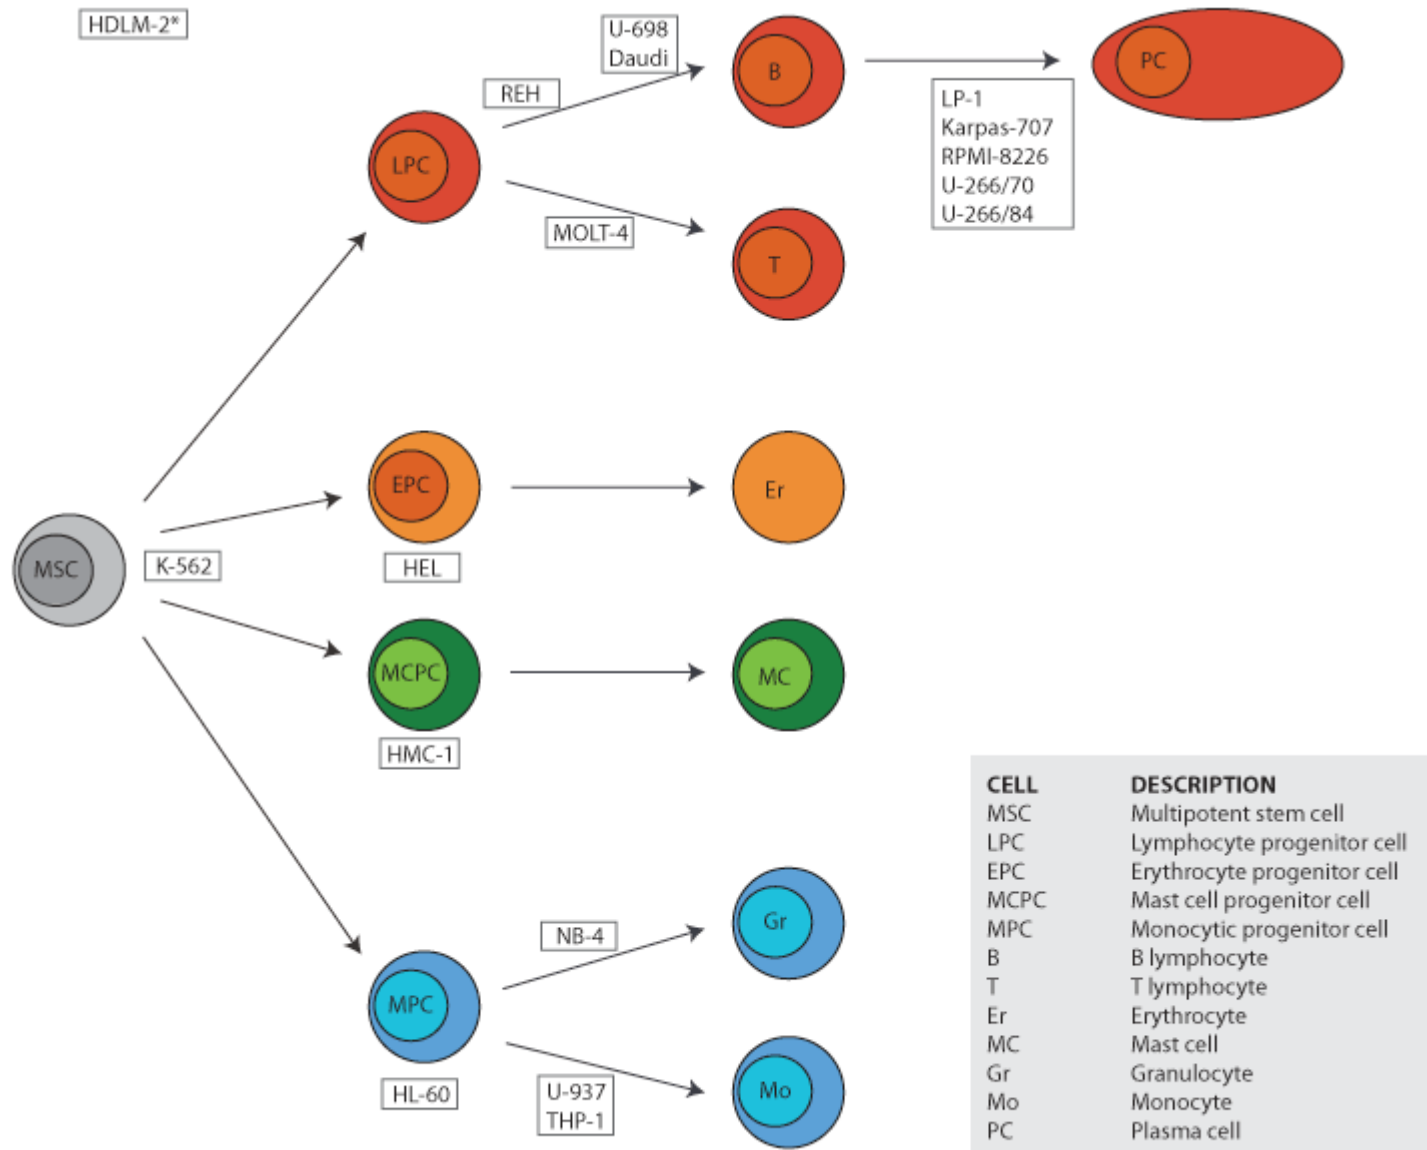 HDLM-2*
U-698
Daudi
REH
B
PC
LP-1
Karpas-707
RPMI-8226
U-266/70
U-266/84
LPC
MOLT-4
T
EPC
Er
MSC
K-562
HEL
MCPC
MC
HMC-1
NB-4
Gr
MPC
HL-60
U-937
THP-1
Mo
CELL DESCRIPTION
MSC Multipotent stem cell
LPC Lymphocyte progenitor cell
EPC Erythrocyte progenitor cell
MCPC Mast cell progenitor cell
MPC Monocytic progenitor cell
B B lymphocyte
T T lymphocyte
Er Erythrocyte
MC Mast cell
Gr Granulocyte
Mo Monocyte
PC Plasma cell